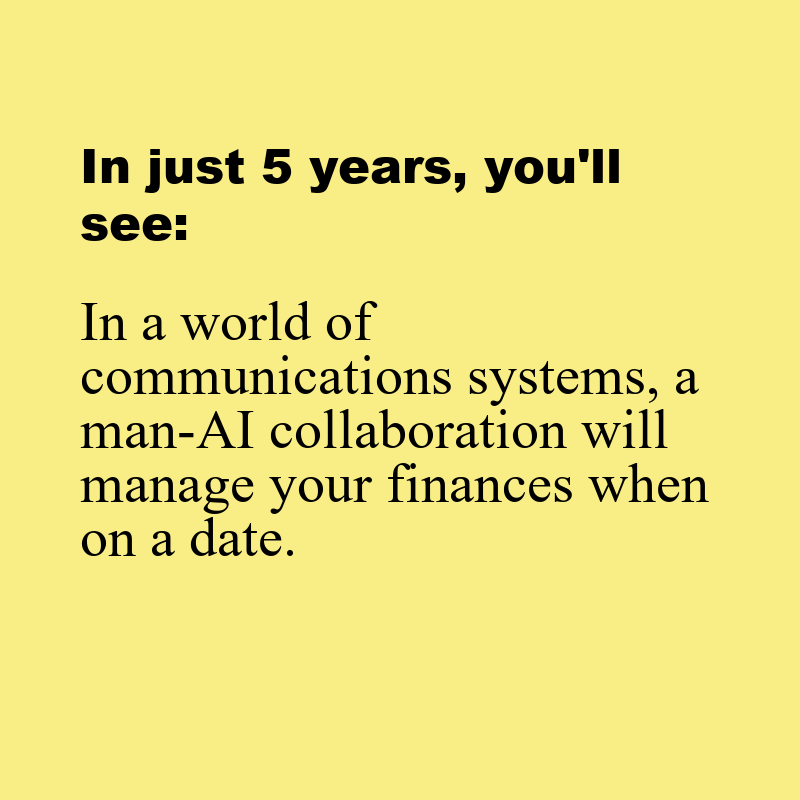 In just 5 years, you'll
see:
In a world of
communications systems, a
man-AI collaboration will
manage your finances when
on a date.